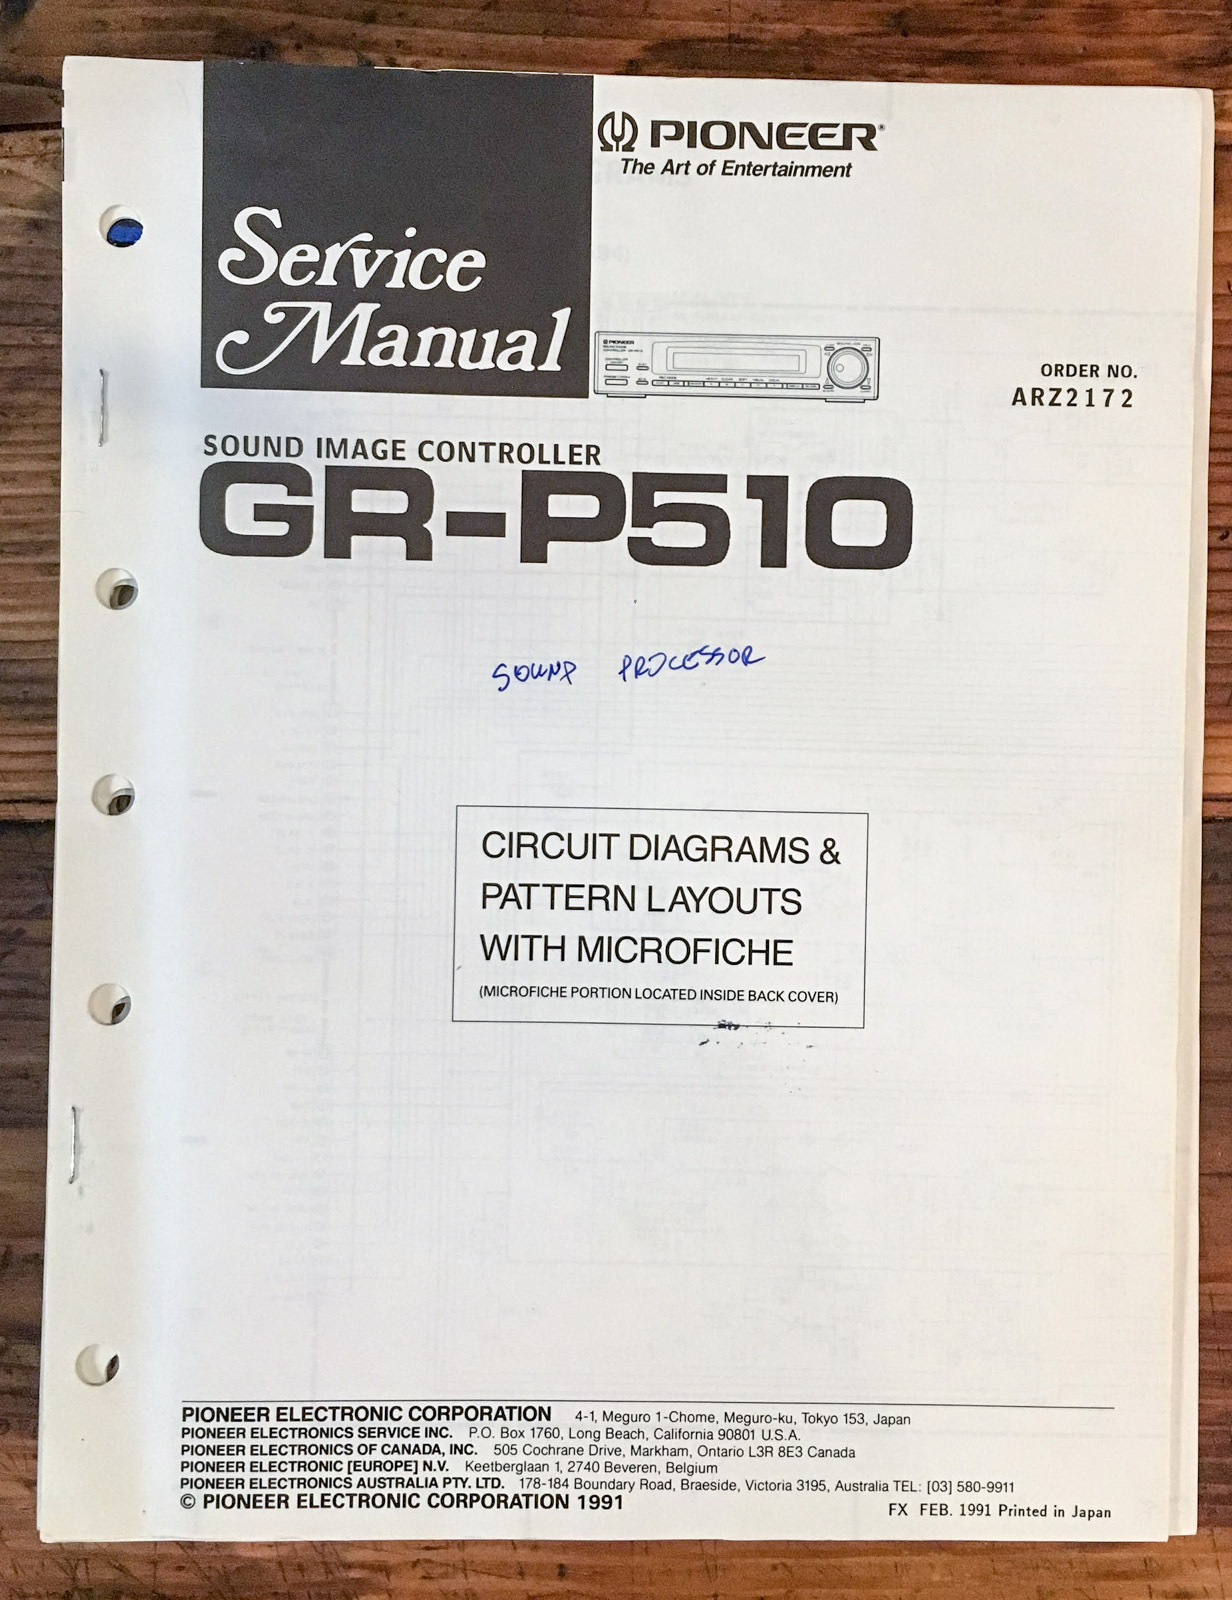 PIONEER®
The Art of Entertainment
Service
Manual
ORDER NO.
ARZ2172
SOUND IMAGE CONTROLLER
GR-P510
SOUND PROCESSOR
CIRCUIT DIAGRAMS &
PATTERN LAYOUTS
WITH MICROFICHE
(MICROFICHE PORTION LOCATED INSIDE BACK COVER)
PIONEER ELECTRONIC CORPORATION 4-1, Meguro 1-Chome, Meguro-ku, Tokyo 153, Japan
PIONEER ELECTRONICS SERVICE INC. P.O. Box 1760, Long Beach, California 90801 U.S.A.
PIONEER ELECTRONICS OF CANADA, INC. 505 Cochrane Drive, Markham, Ontario L3R 8E3 Canada
PIONEER ELECTRONIC [EUROPE] N.V. Keetberglaan 1, 2740 Beveren, Belgium
PIONEER ELECTRONICS AUSTRALIA PTY. LTD. 178-184 Boundary Road, Braeside, Victoria 3195, Australia TEL: [03] 580-9911
© PIONEER ELECTRONIC CORPORATION 1991
FX FEB. 1991 Printed in Japan